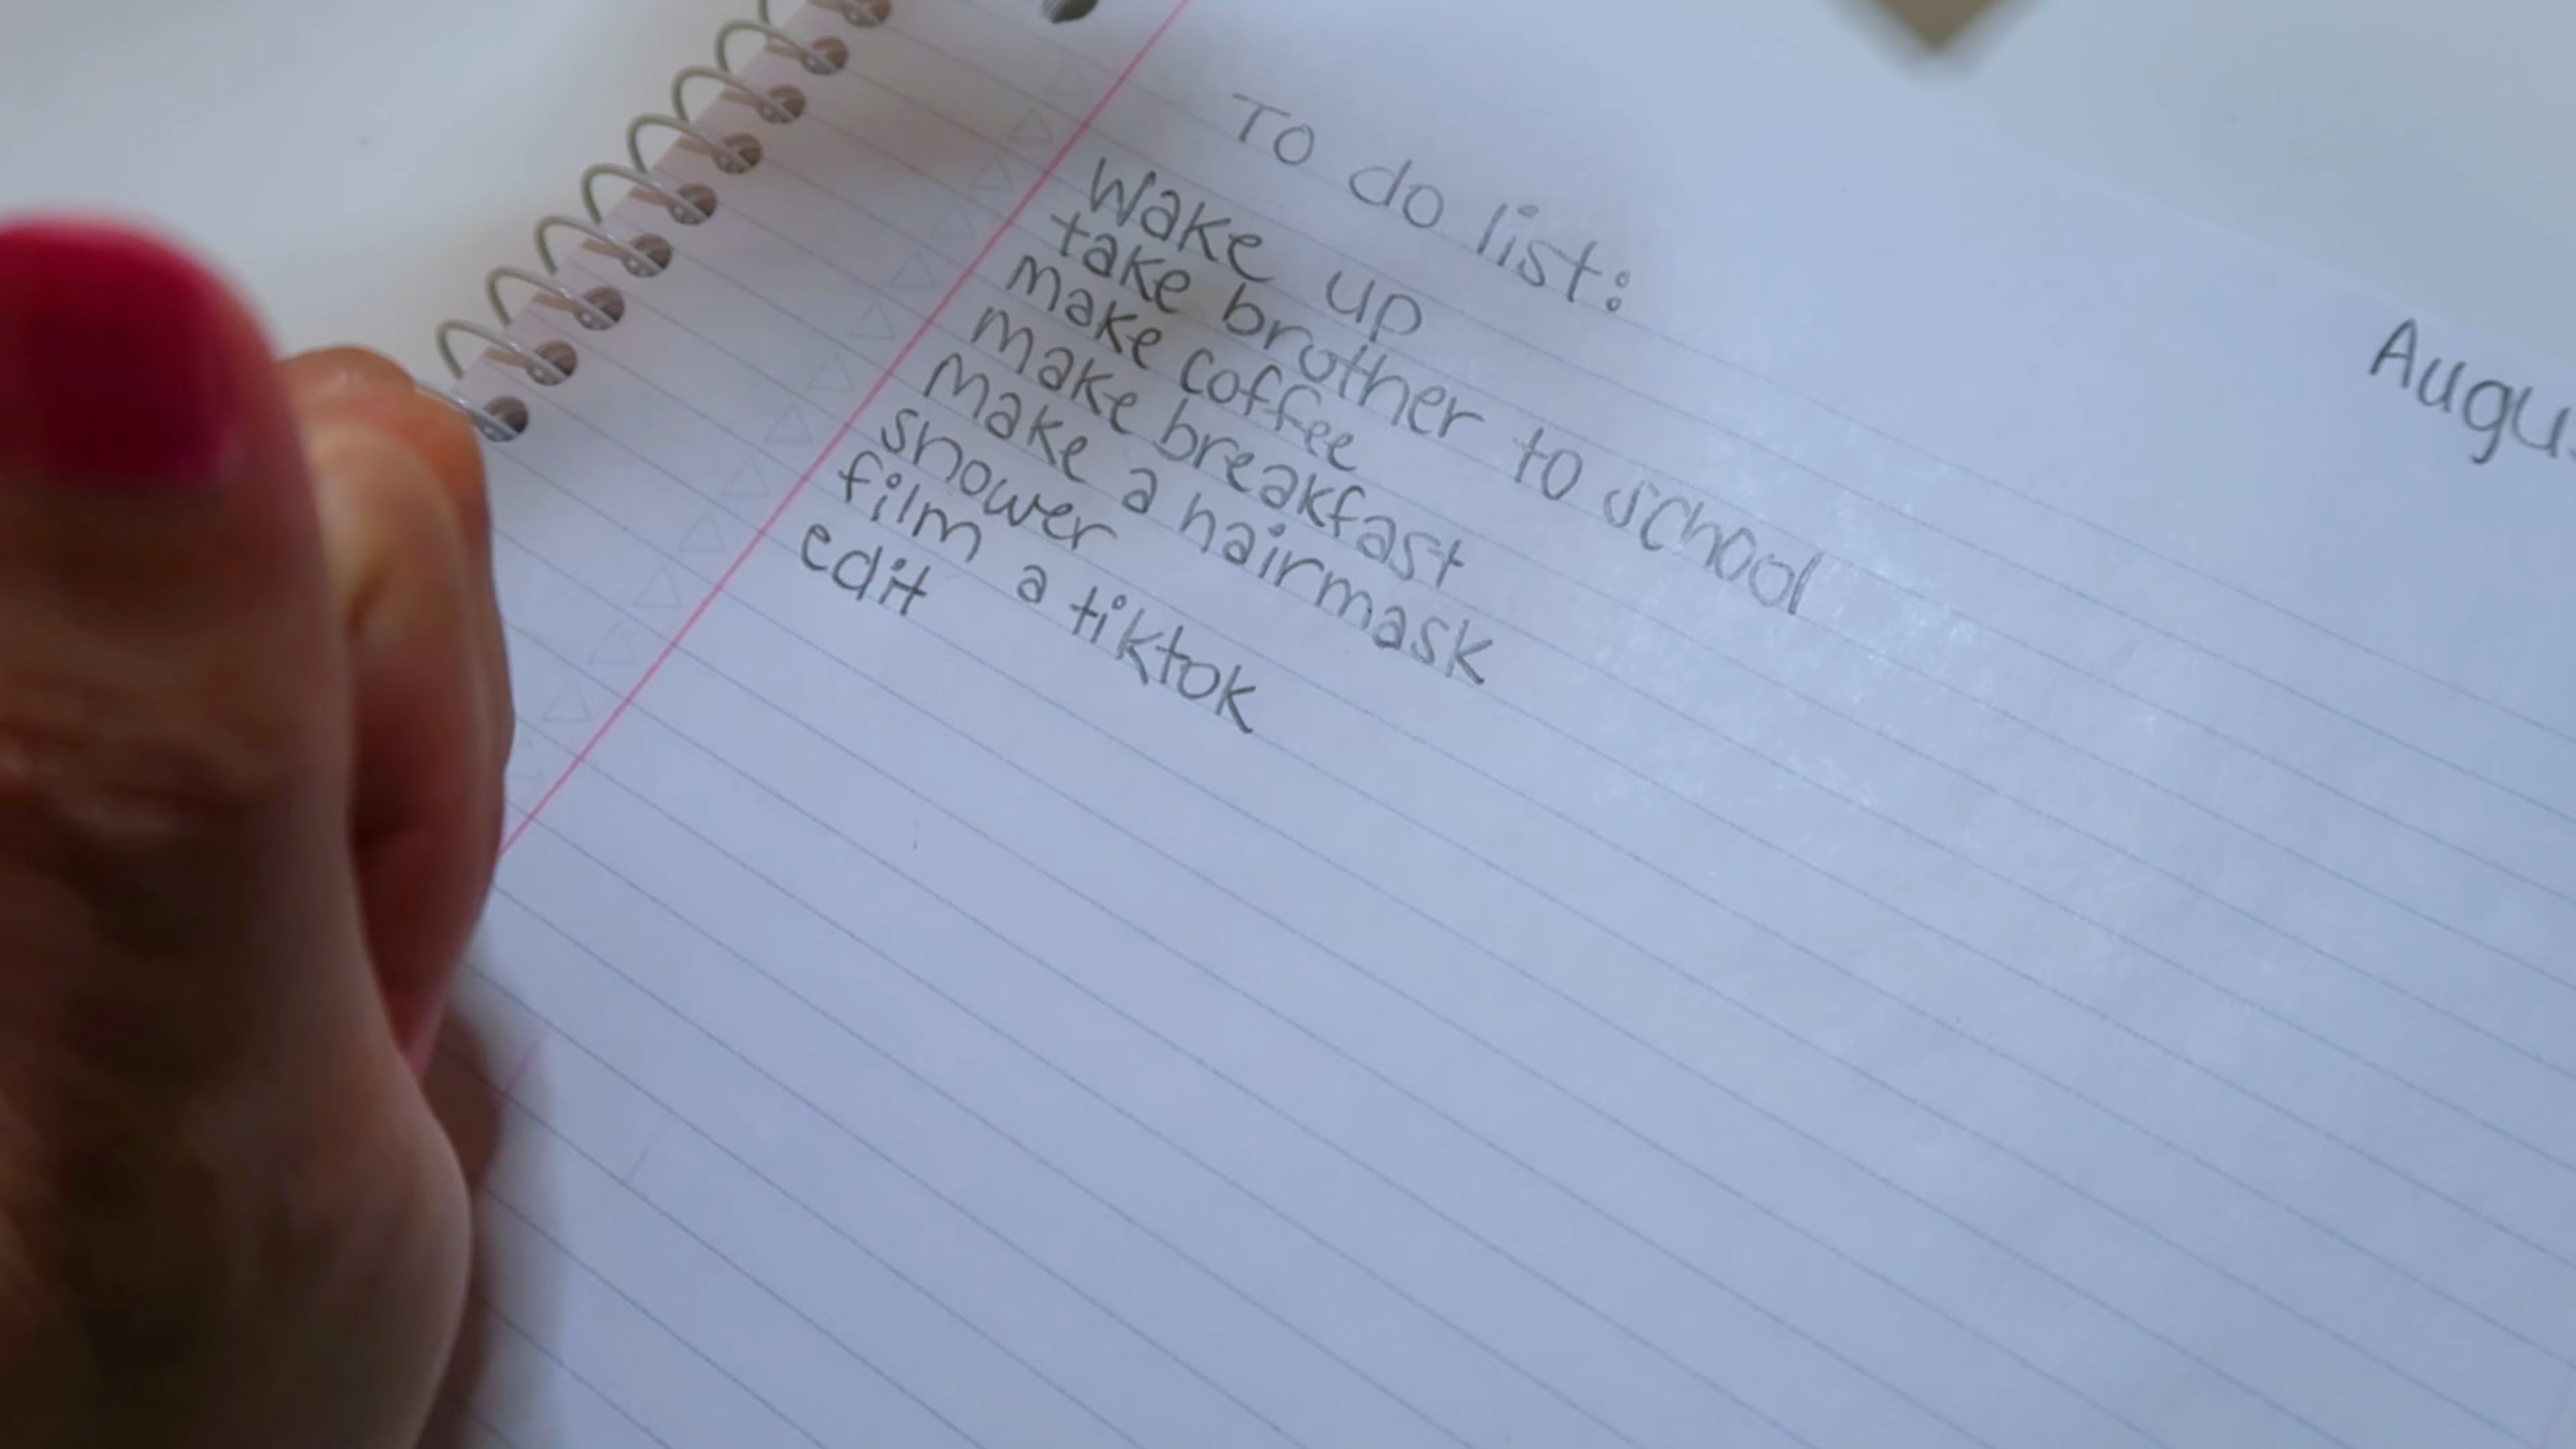 To do list:
Augu
Wake up
take brother to school
make coffee
make breakfast
make a hairmask
shower
film a tiktok
edit